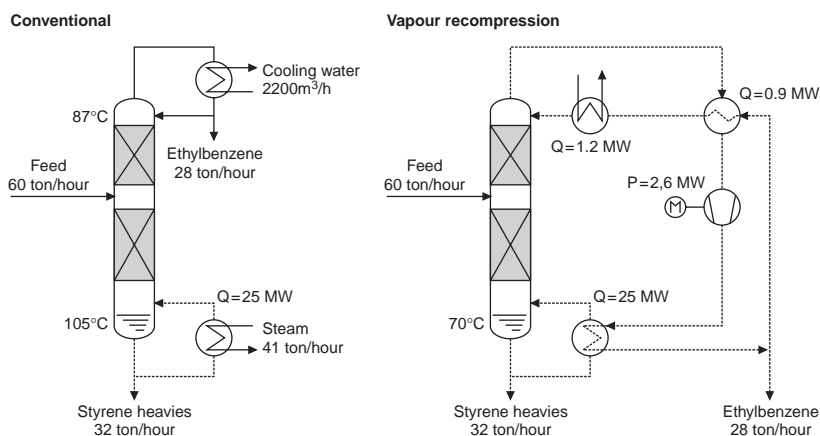 Conventional
Cooling water
2200m³/h
87°C
Ethylbenzene
28 ton/hour
Feed
60 ton/hour
Q=25 MW
105°C
Steam
41 ton/hour
Styrene heavies
32 ton/hour
Vapour recompression
Q=0.9 MW
Q=1.2 MW
Feed
60 ton/hour
P=2,6 MW
M
Q=25 MW
70°C
Styrene heavies
32 ton/hour
Ethylbenzene
28 ton/hour